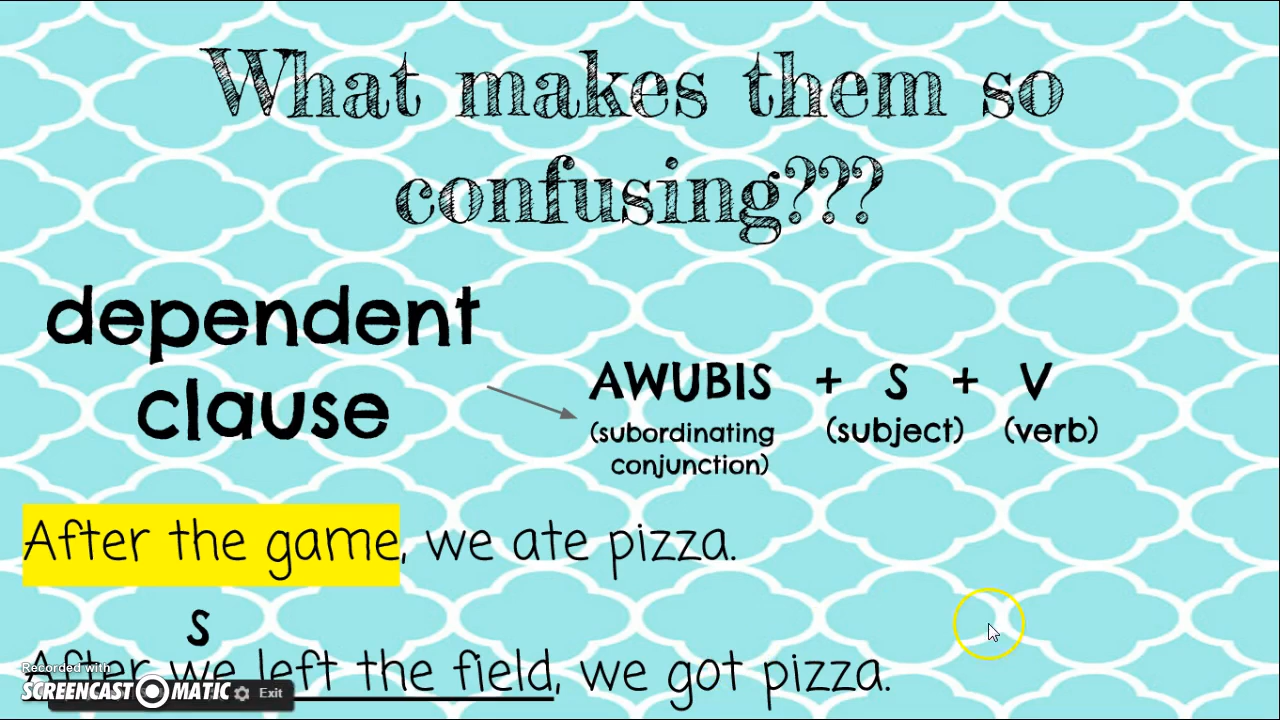 What makes them so
confusing???
dependent
clause
AWUBIS + S + V
(subordinating (subject) (verb)
conjunction)
After the game, we ate pizza.
S
After we left the field, we got pizza.
Recorded with
SCREENCAST MATIC Exit